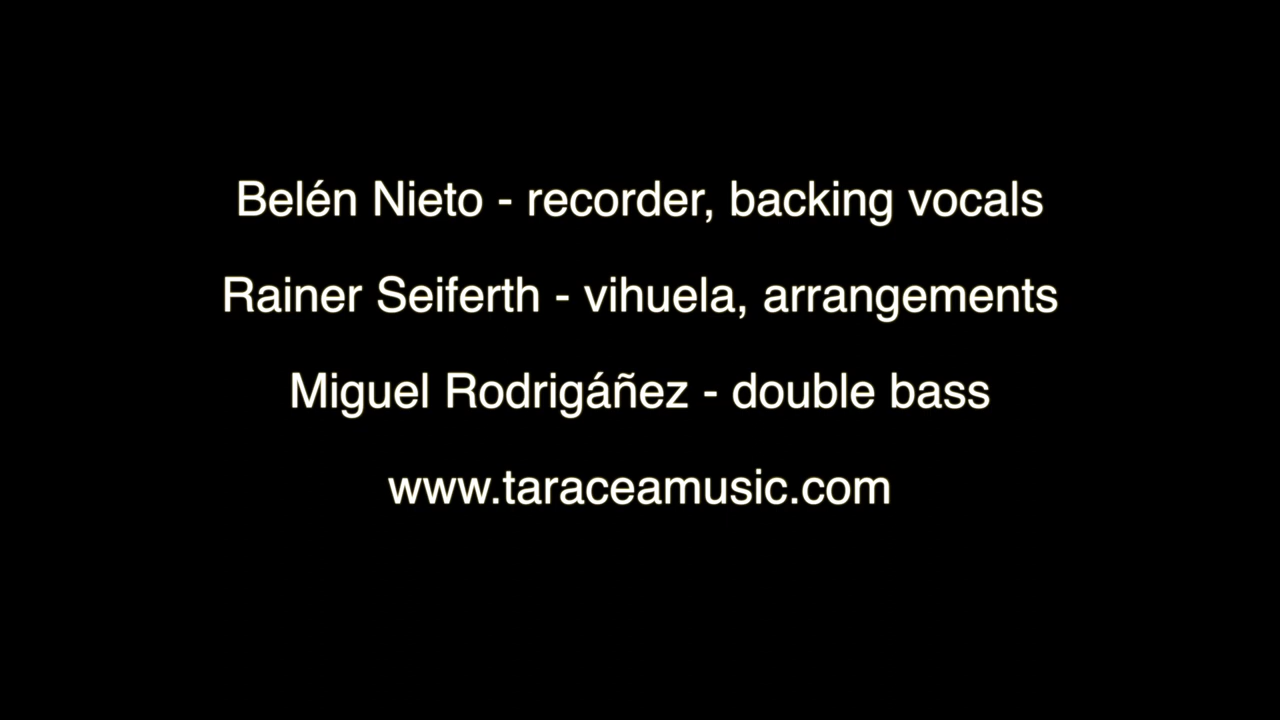 Belén Nieto - recorder, backing vocals
Rainer Seiferth - vihuela, arrangements
Miguel Rodrigáñez - double bass
www.taraceamusic.com